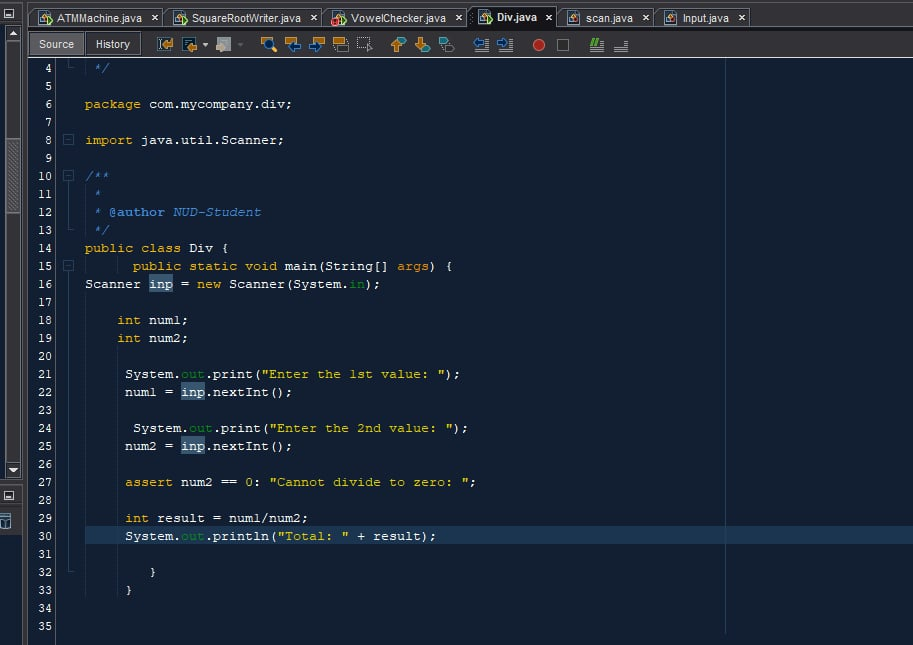 ATMMachine.java × SquareRootWriter.java × VowelChecker.java × Div.java × scan.java × Input.java ×
Source History
4 */
5
6 package com.mycompany.div;
7
8 import java.util.Scanner;
9
10 /**
11 *
12 * @author NUD-Student
13 */
14 public class Div {
15 public static void main(String[] args) {
16 Scanner inp = new Scanner(System.in);
17
18 int num1;
19 int num2;
20
21 System.out.print("Enter the 1st value: ");
22 num1 = inp.nextInt();
23
24 System.out.print("Enter the 2nd value: ");
25 num2 = inp.nextInt();
26
27 assert num2 == 0: "Cannot divide to zero: ";
28
29 int result = num1/num2;
30 System.out.println("Total: " + result);
31
32 }
33 }
34
35